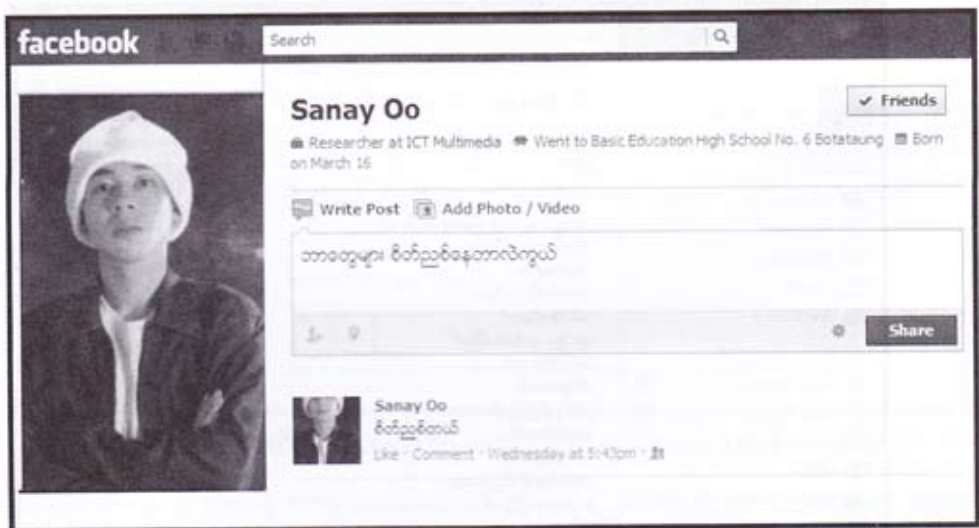 facebook
Search
Sanay Oo
✓ Friends
Researcher at ICT Multimedia Went to Basic Education High School No. 6 Botataung Born
on March 16
Write Post Add Photo / Video
ဘာတွေများ စိတ်ညစ်နေတာလဲကွယ်
Share
Sanay Oo
စိတ်ညစ်တယ်
Like · Comment · Wednesday at 5:43pm ·